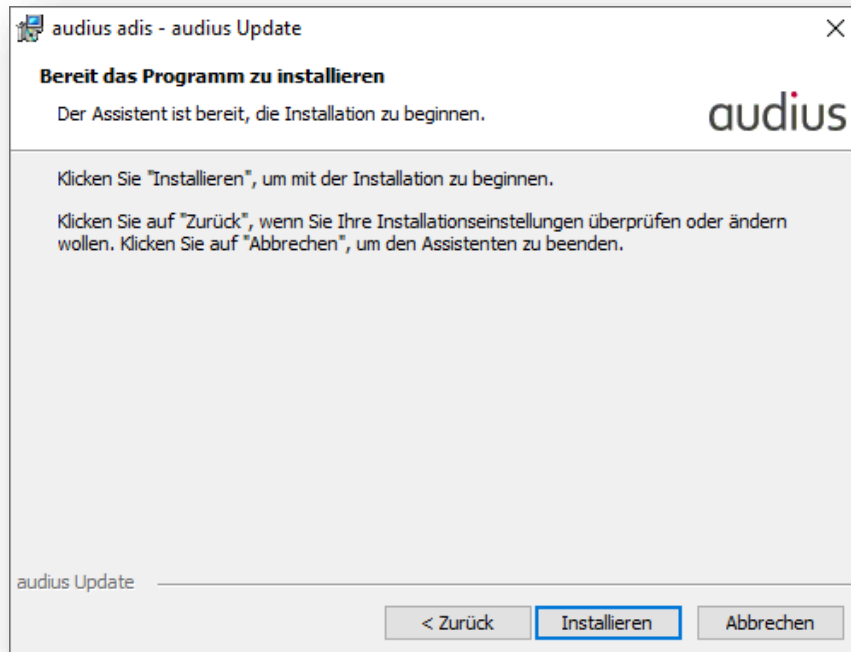 audius adis - audius Update
Bereit das Programm zu installieren
Der Assistent ist bereit, die Installation zu beginnen.
audius
Klicken Sie "Installieren", um mit der Installation zu beginnen.
Klicken Sie auf "Zurück", wenn Sie Ihre Installationseinstellungen überprüfen oder ändern
wollen. Klicken Sie auf "Abbrechen", um den Assistenten zu beenden.
audius Update
< Zurück
Installieren
Abbrechen